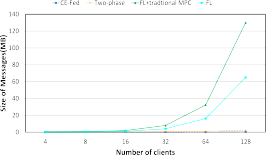 CE-Fed Two-phase FL+tradtional MPC FL
Size of Messages(MB)
140
120
100
80
60
40
20
0
4 8 16 32 64 128
Number of clients